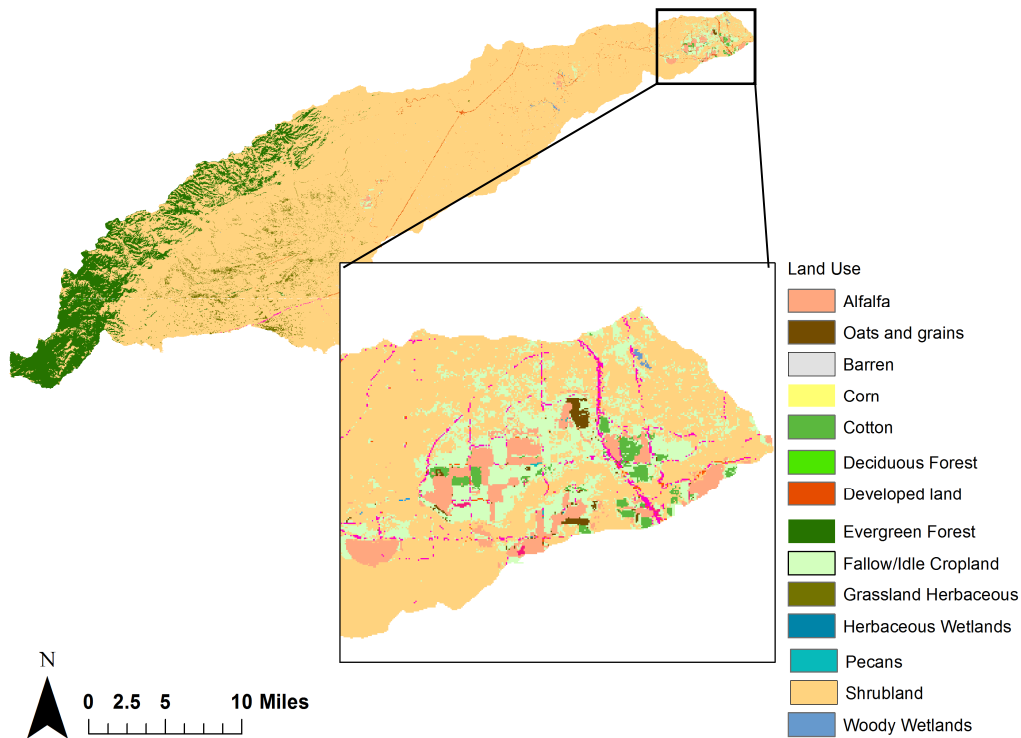 Land Use
Alfalfa
Oats and grains
Barren
Corn
Cotton
Deciduous Forest
Developed land
Evergreen Forest
Fallow/Idle Cropland
Grassland Herbaceous
Herbaceous Wetlands
Pecans
Shrubland
Woody Wetlands
N
0 2.5 5 10 Miles